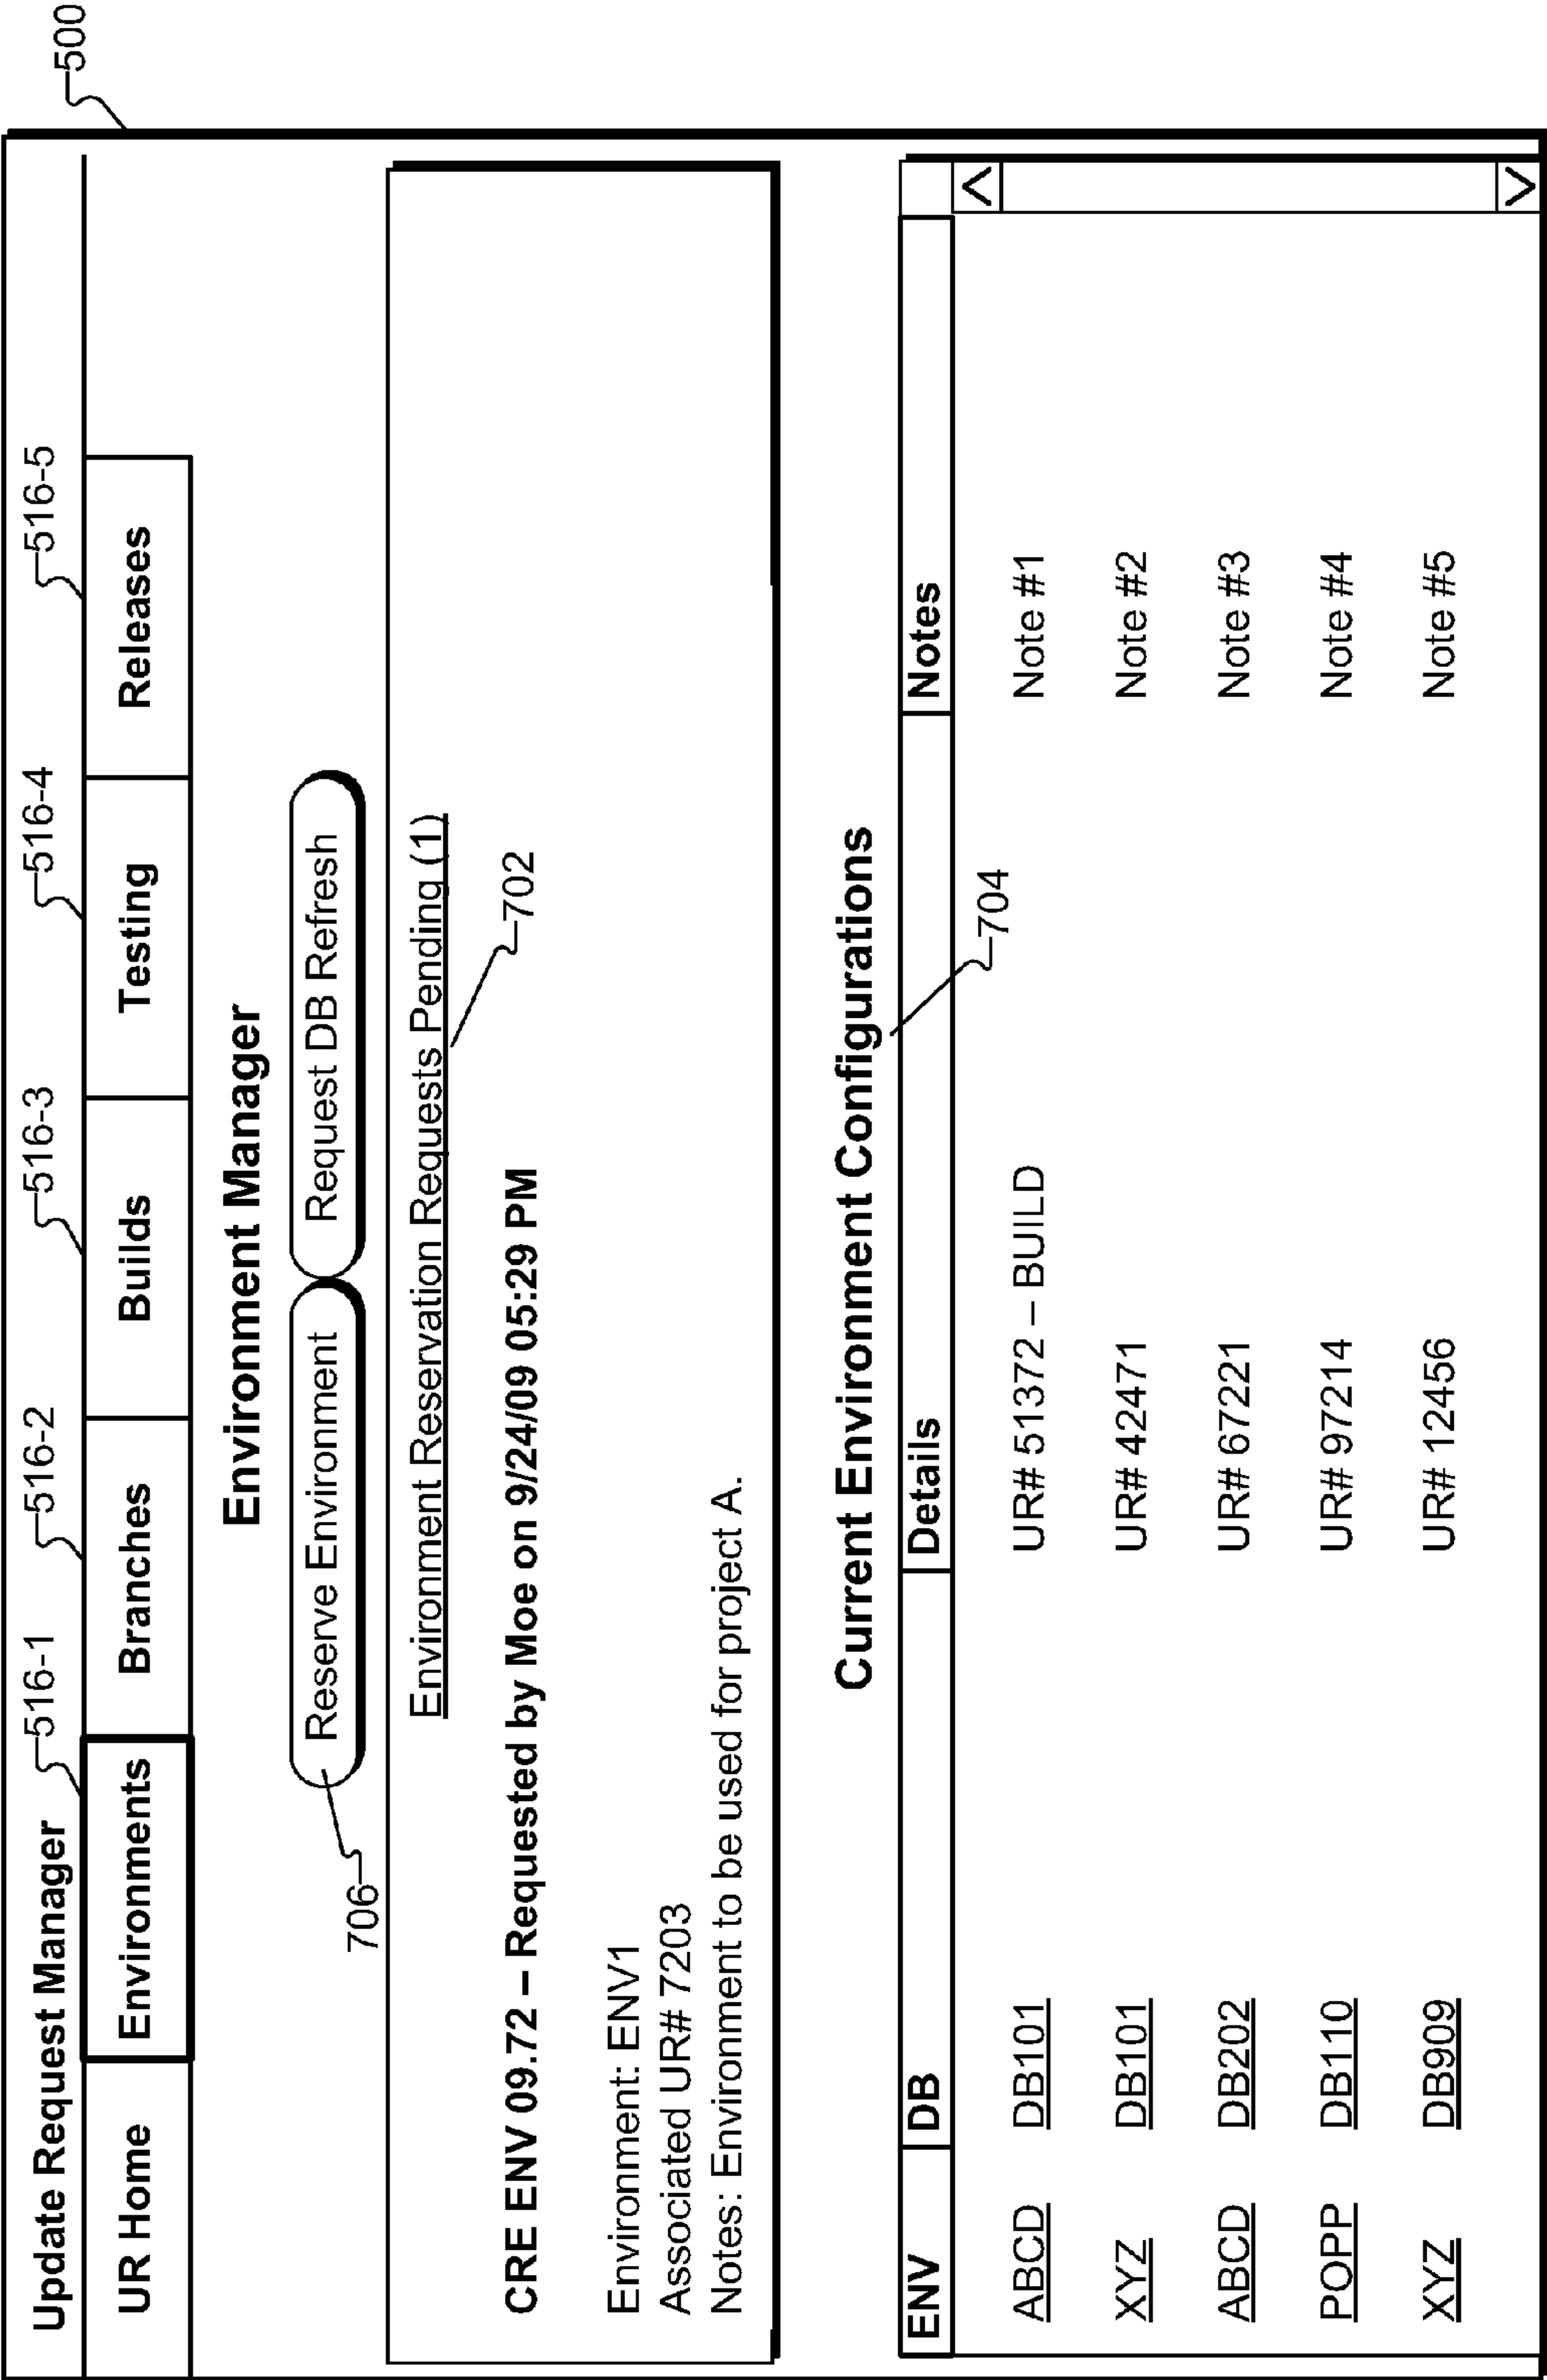 500
Update Request Manager
516-1
516-2
516-3
516-4
516-5
UR Home
Environments
Branches
Builds
Testing
Releases
Environment Manager
Reserve Environment
Request DB Refresh
706
Environment Reservation Requests Pending (1)
702
CRE ENV 09.72 – Requested by Moe on 9/24/09 05:29 PM
Environment: ENV1
Associated UR# 7203
Notes: Environment to be used for project A.
Current Environment Configurations
704
ENV DB Details Notes
ABCD DB101 UR# 51372 – BUILD Note #1
XYZ DB101 UR# 42471 Note #2
ABCD DB202 UR# 67221 Note #3
POPP DB110 UR# 97214 Note #4
XYZ DB909 UR# 12456 Note #5